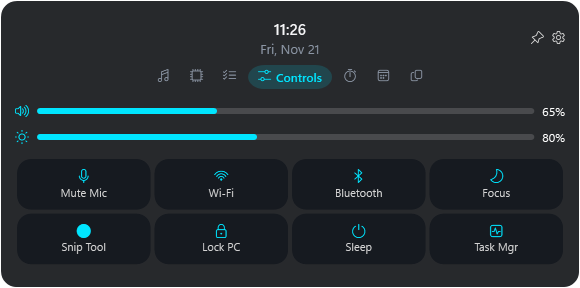 11:26
Fri, Nov 21
Controls
65%
80%
Mute Mic
Wi-Fi
Bluetooth
Focus
Snip Tool
Lock PC
Sleep
Task Mgr